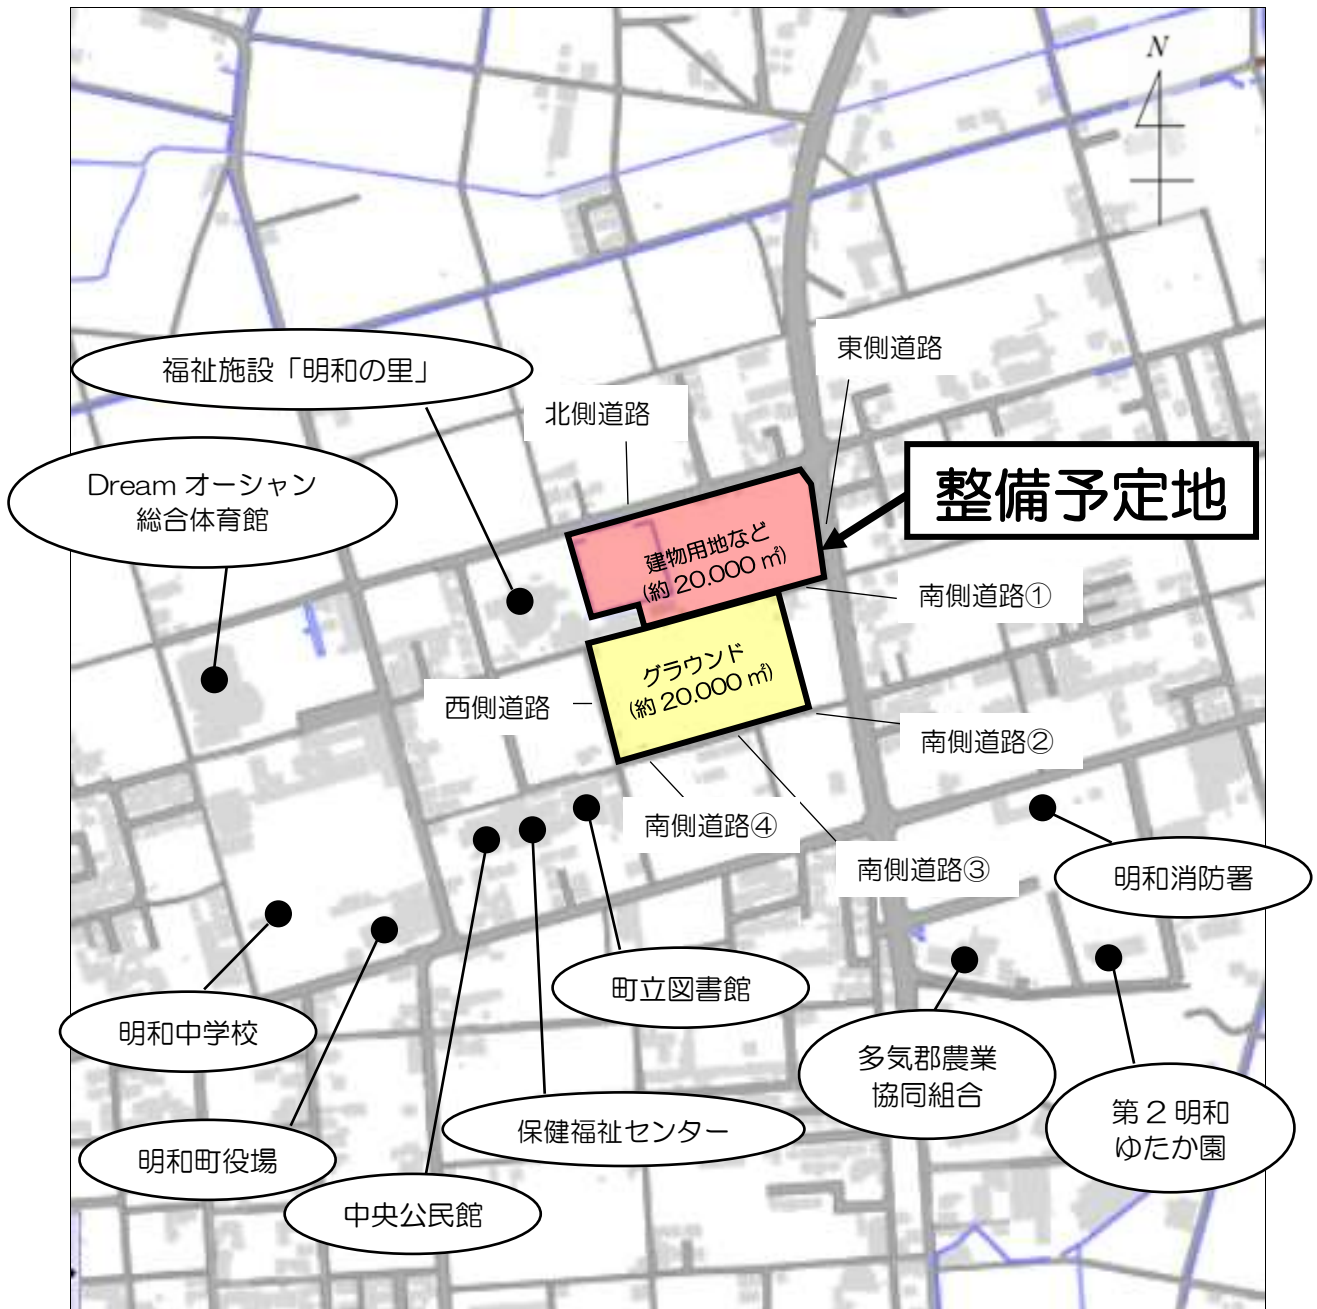 N
東側道路
福祉施設「明和の里」
北側道路
Dream オーシャン
総合体育館
整備予定地
建物用地など
(約 20.000 ㎡)
南側道路①
グラウンド
(約 20.000 ㎡)
西側道路
南側道路②
南側道路④
南側道路③
明和消防署
町立図書館
明和中学校
多気郡農業
協同組合
第２明和
ゆたか園
保健福祉センター
明和町役場
中央公民館